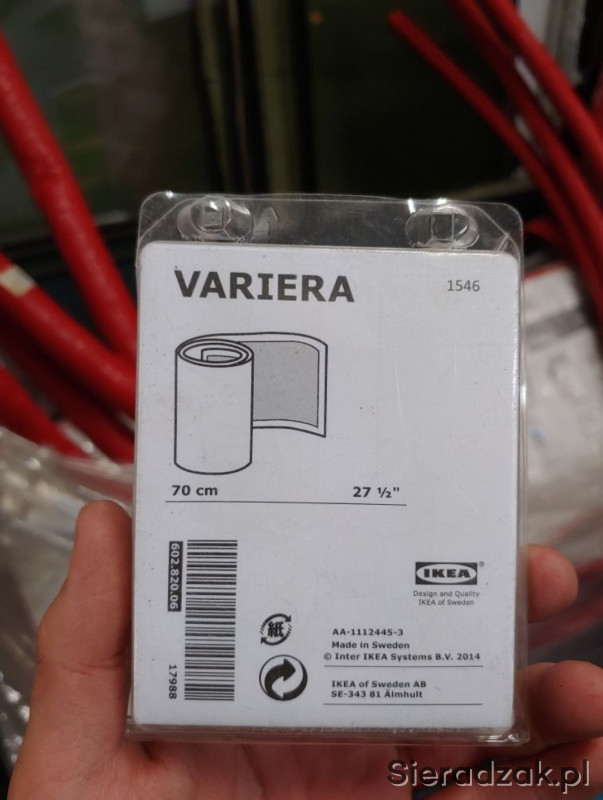 VARIERA
1546
70 cm
27 ½"
602.820.06
17988
IKEA®
Design and Quality
IKEA of Sweden
紙
AA-1112445-3
Made in Sweden
© Inter IKEA Systems B.V. 2014
IKEA of Sweden AB
SE-343 81 Älmhult
Sieradzak.pl